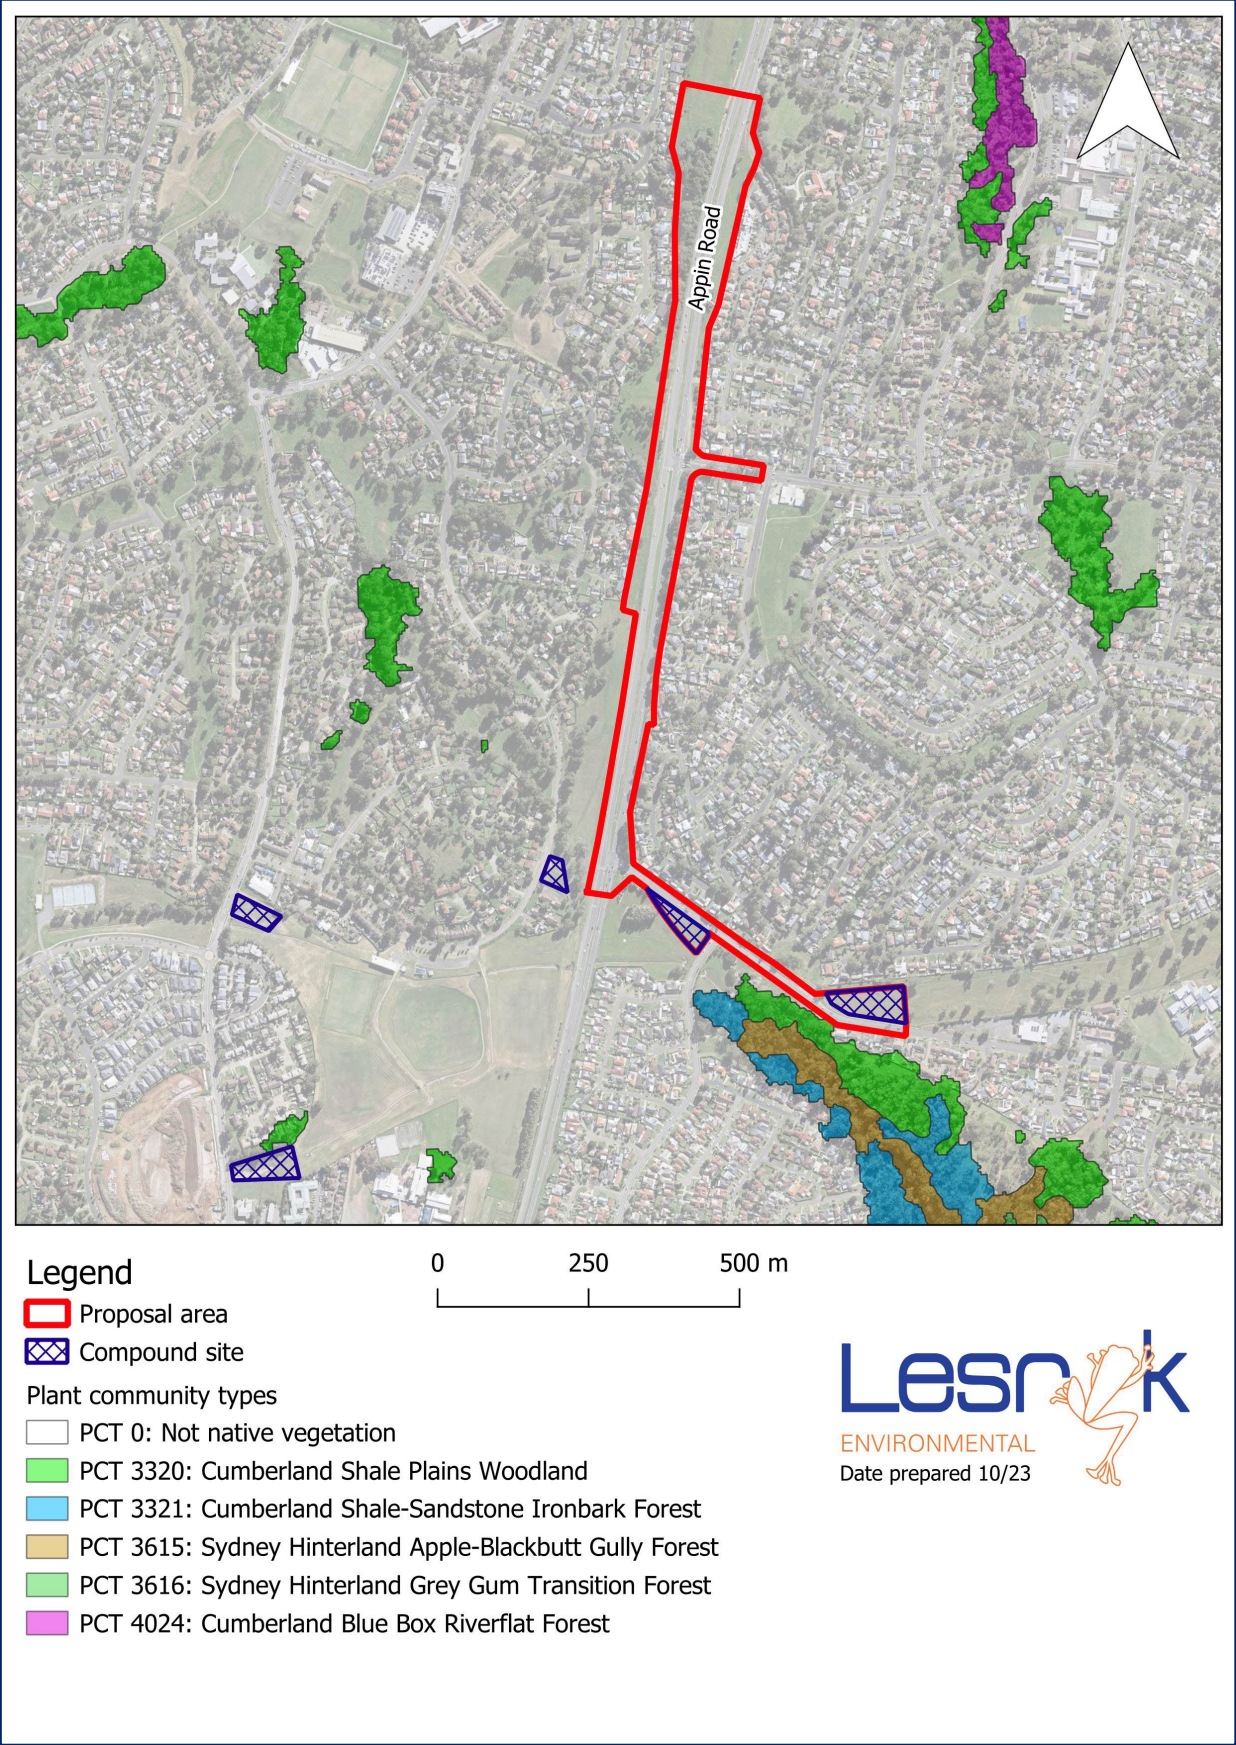 Appin Road
Legend
0 250 500 m
Proposal area
Compound site
Plant community types
PCT 0: Not native vegetation
PCT 3320: Cumberland Shale Plains Woodland
PCT 3321: Cumberland Shale-Sandstone Ironbark Forest
PCT 3615: Sydney Hinterland Apple-Blackbutt Gully Forest
PCT 3616: Sydney Hinterland Grey Gum Transition Forest
PCT 4024: Cumberland Blue Box Riverflat Forest
Lesryk
ENVIRONMENTAL
Date prepared 10/23